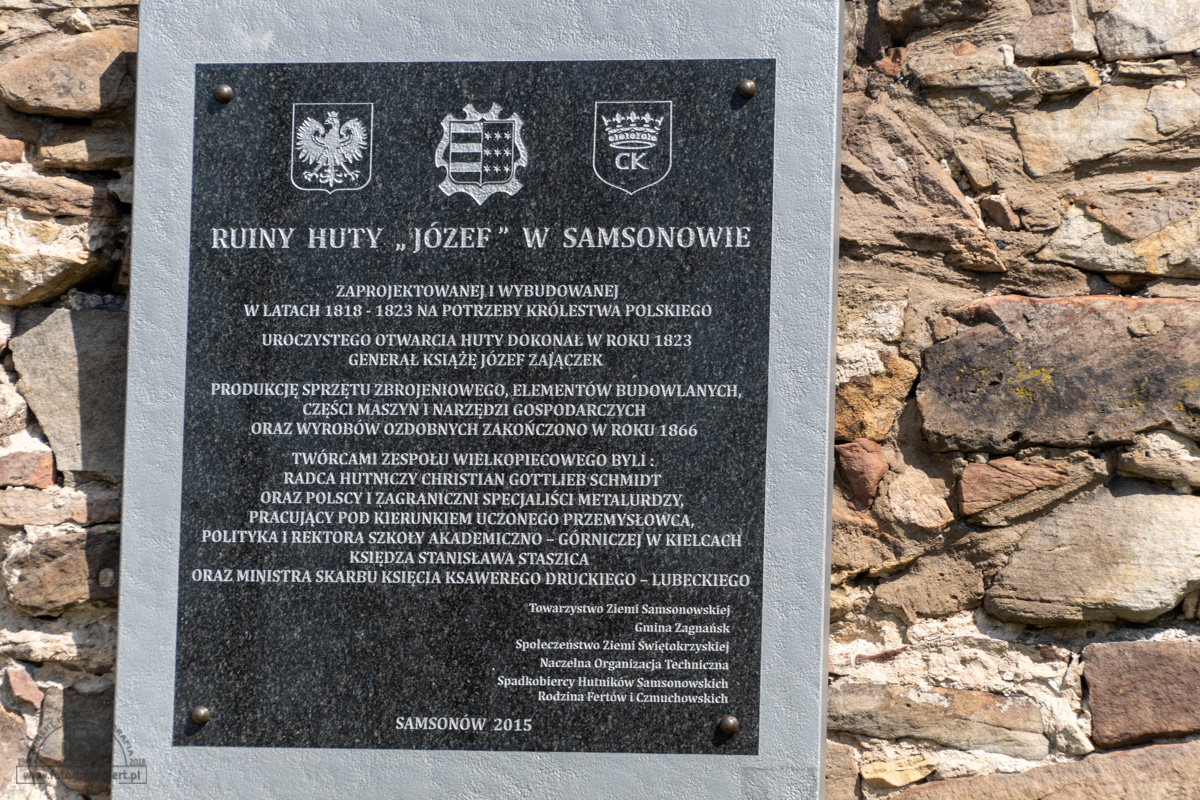 CK
RUINY HUTY „JÓZEF” W SAMSONOWIE
ZAPROJEKTOWANEJ I WYBUDOWANEJ
W LATACH 1818 - 1823 NA POTRZEBY KRÓLESTWA POLSKIEGO
UROCZYSTEGO OTWARCIA HUTY DOKONAŁ W ROKU 1823
GENERAŁ KSIĄŻĘ JÓZEF ZAJĄCZEK
PRODUKCJĘ SPRZĘTU ZBROJENIOWEGO, ELEMENTÓW BUDOWLANYCH,
CZĘŚCI MASZYN I NARZĘDZI GOSPODARCZYCH
ORAZ WYROBÓW OZDOBNYCH ZAKOŃCZONO W ROKU 1866
TWÓRCAMI ZESPOŁU WIELKOPIECOWEGO BYLI :
RADCA HUTNICZY CHRISTIAN GOTTLIEB SCHMIDT
ORAZ POLSCY I ZAGRANICZNI SPECJALIŚCI METALURDZY,
PRACUJĄCY POD KIERUNKIEM UCZONEGO PRZEMYSŁOWCA,
POLITYKA I REKTORA SZKOŁY AKADEMICZNO – GÓRNICZEJ W KIELCACH
KSIĘDZA STANISŁAWA STASZICA
ORAZ MINISTRA SKARBU KSIĘCIA KSAWEREGO DRUCKIEGO – LUBECKIEGO
Towarzystwo Ziemi Samsonowskiej
Gmina Zagnańsk
Społeczeństwo Ziemi Świętokrzyskiej
Naczelna Organizacja Techniczna
Spadkobiercy Hutników Samsonowskich
Rodzina Fertów i Czmuchowskich
SAMSONÓW 2015